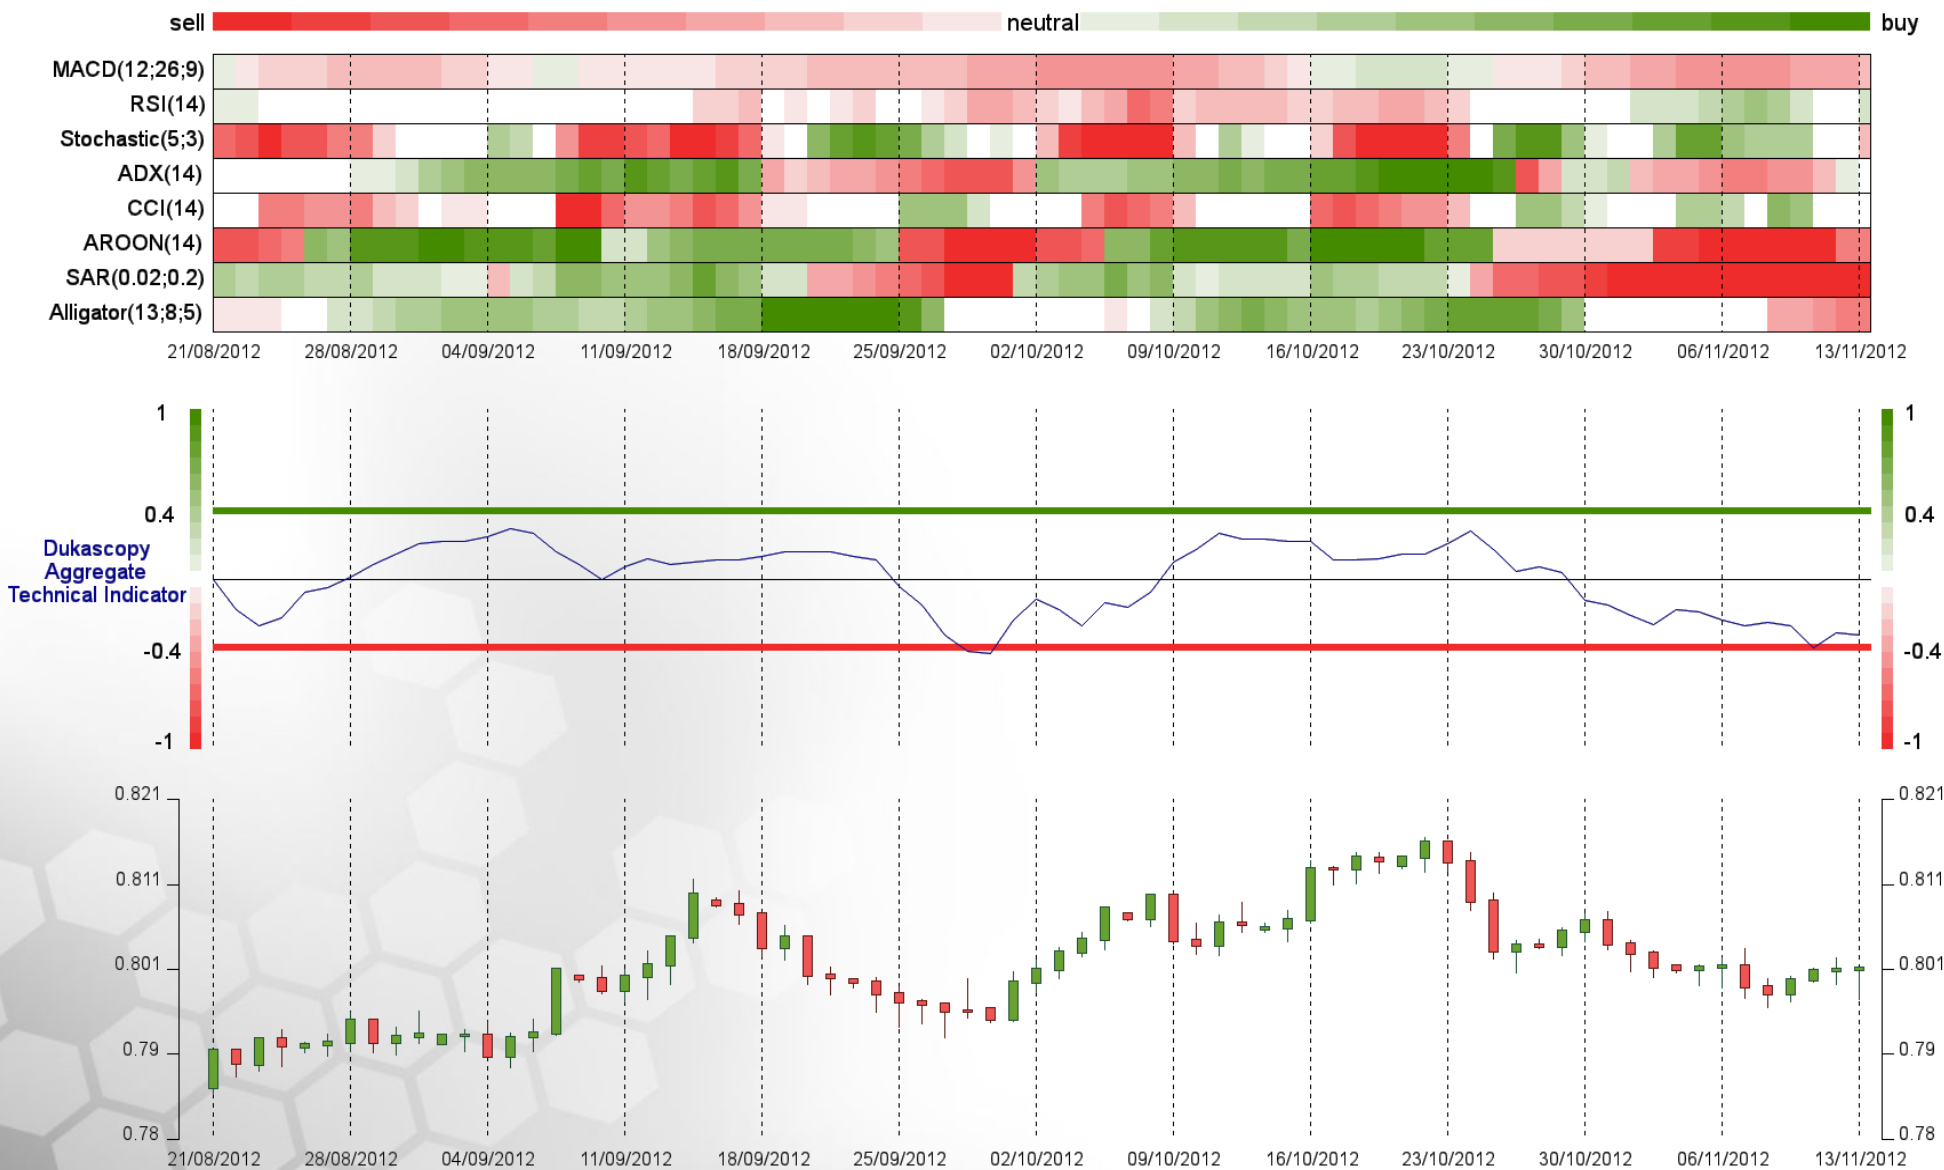 sell neutral buy
MACD(12;26;9)
RSI(14)
Stochastic(5;3)
ADX(14)
CCI(14)
AROON(14)
SAR(0.02;0.2)
Alligator(13;8;5)
21/08/2012 28/08/2012 04/09/2012 11/09/2012 18/09/2012 25/09/2012 02/10/2012 09/10/2012 16/10/2012 23/10/2012 30/10/2012 06/11/2012 13/11/2012
1 1
0.4 0.4
Dukascopy
Aggregate
Technical Indicator
-0.4 -0.4
-1 -1
0.821 0.821
0.811 0.811
0.801 0.801
0.79 0.79
0.78 0.78
21/08/2012 28/08/2012 04/09/2012 11/09/2012 18/09/2012 25/09/2012 02/10/2012 09/10/2012 16/10/2012 23/10/2012 30/10/2012 06/11/2012 13/11/2012